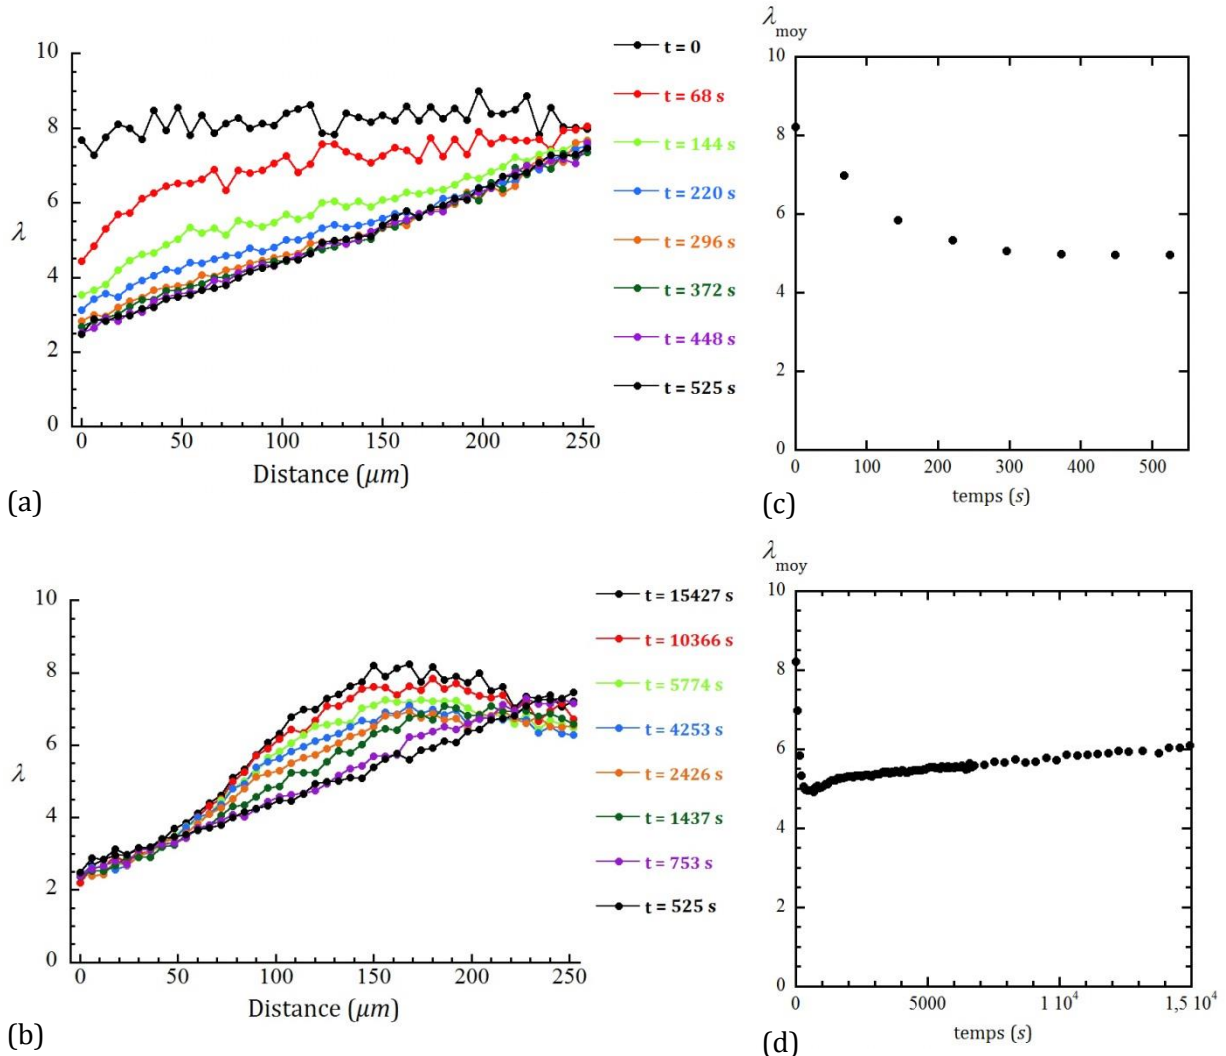 10
8
6
λ
4
2
0
0
50
100
150
200
250
Distance (μm)
(a)
t = 0
t = 68 s
t = 144 s
t = 220 s
t = 296 s
t = 372 s
t = 448 s
t = 525 s
λmoy
10
8
6
4
2
0
0
100
200
300
400
500
temps (s)
(c)
10
8
6
λ
4
2
0
0
50
100
150
200
250
Distance (μm)
(b)
t = 15427 s
t = 10366 s
t = 5774 s
t = 4253 s
t = 2426 s
t = 1437 s
t = 753 s
t = 525 s
λmoy
10
8
6
4
2
0
0
5000
1 10⁴
1,5 10⁴
temps (s)
(d)